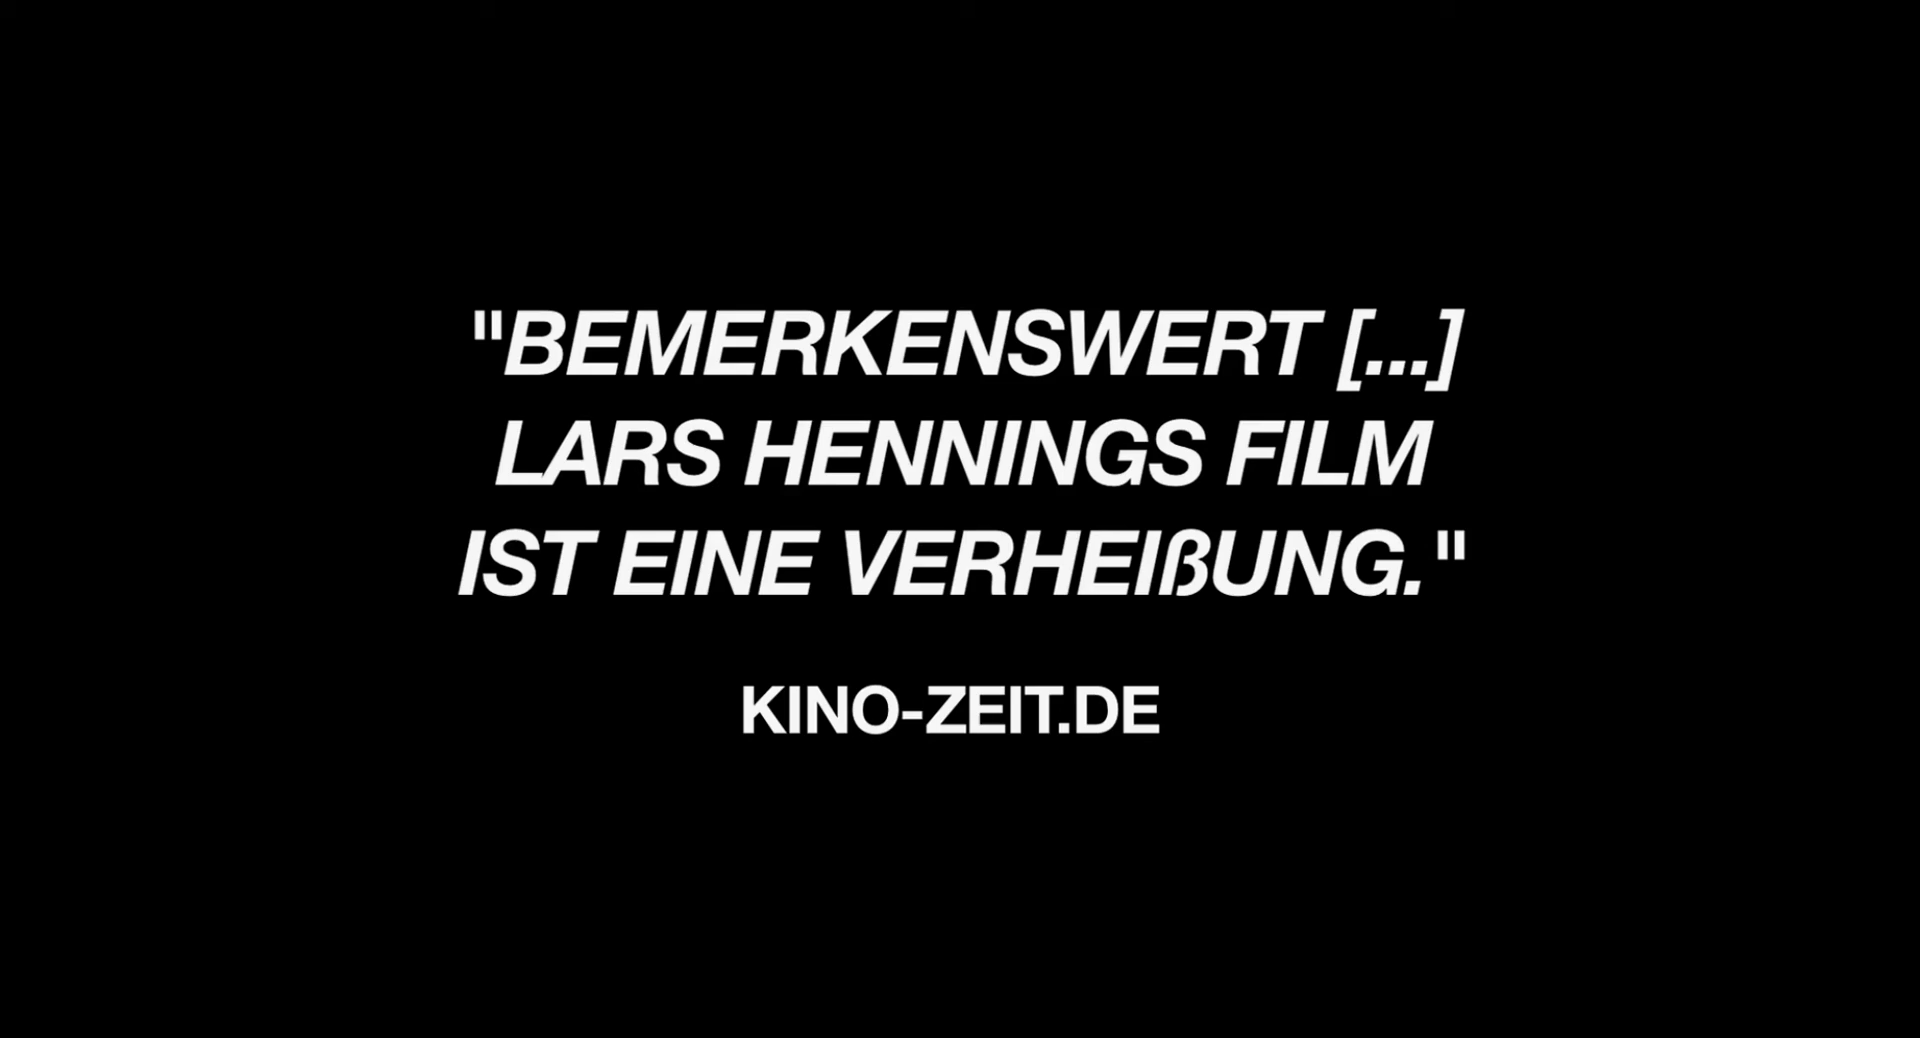 "BEMERKENSWERT [...]
LARS HENNINGS FILM
IST EINE VERHEIßUNG."
KINO-ZEIT.DE